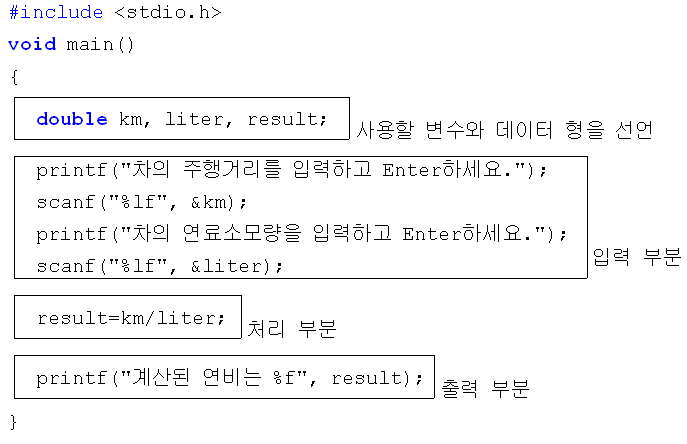 #include <stdio.h>
void main()
{
double km, liter, result;
사용할 변수와 데이터 형을 선언
printf("차의 주행거리를 입력하고 Enter하세요.");
scanf("%lf", &km);
printf("차의 연료소모량을 입력하고 Enter하세요.");
scanf("%lf", &liter);
입력 부분
result=km/liter;
처리 부분
printf("계산된 연비는 %f", result);
출력 부분
}